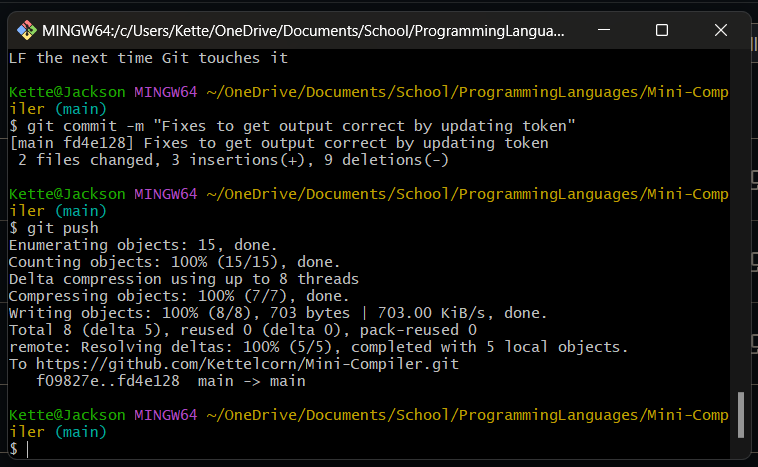 MINGW64:/c/Users/Kette/OneDrive/Documents/School/ProgrammingLangua...
LF the next time Git touches it
Kette@Jackson MINGW64 ~/OneDrive/Documents/School/ProgrammingLanguages/Mini-Comp
iler (main)
$ git commit -m "Fixes to get output correct by updating token"
[main fd4e128] Fixes to get output correct by updating token
 2 files changed, 3 insertions(+), 9 deletions(-)
Kette@Jackson MINGW64 ~/OneDrive/Documents/School/ProgrammingLanguages/Mini-Comp
iler (main)
$ git push
Enumerating objects: 15, done.
Counting objects: 100% (15/15), done.
Delta compression using up to 8 threads
Compressing objects: 100% (7/7), done.
Writing objects: 100% (8/8), 703 bytes | 703.00 KiB/s, done.
Total 8 (delta 5), reused 0 (delta 0), pack-reused 0
remote: Resolving deltas: 100% (5/5), completed with 5 local objects.
To https://github.com/Kettelcorn/Mini-Compiler.git
   f09827e..fd4e128  main -> main
Kette@Jackson MINGW64 ~/OneDrive/Documents/School/ProgrammingLanguages/Mini-Comp
iler (main)
$